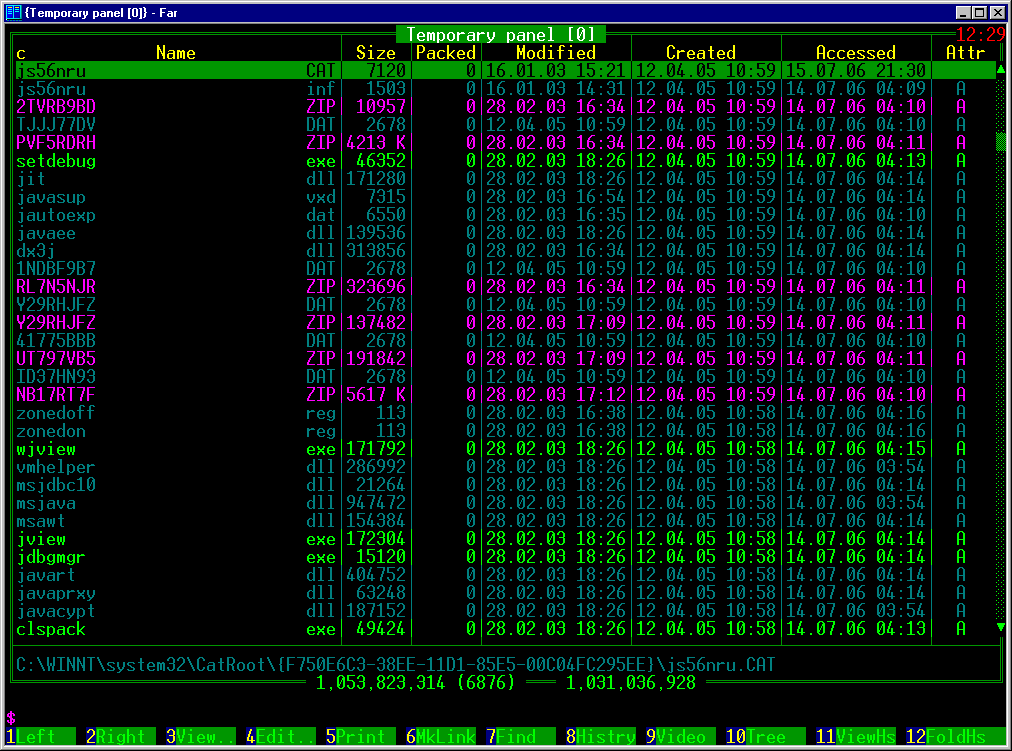 {Temporary panel [0]} - Far
Temporary panel [0] 12:29
c Name Size Packed Modified Created Accessed Attr
js56nru CAT 7120 0 16.01.03 15:21 12.04.05 10:59 15.07.06 21:30
js56nru inf 1503 0 16.01.03 14:31 12.04.05 10:59 14.07.06 04:09 A
2TVRB9BD ZIP 10957 0 28.02.03 16:34 12.04.05 10:59 14.07.06 04:10 A
TJJJ77DV DAT 2678 0 12.04.05 10:59 12.04.05 10:59 14.07.06 04:10 A
PVF5RDRH ZIP 4213 K 0 28.02.03 16:34 12.04.05 10:59 14.07.06 04:11 A
setdebug exe 46352 0 28.02.03 18:26 12.04.05 10:59 14.07.06 04:13 A
jit dll 171280 0 28.02.03 18:26 12.04.05 10:59 14.07.06 04:14 A
javasup vxd 7315 0 28.02.03 16:54 12.04.05 10:59 14.07.06 04:14 A
jautoexp dat 6550 0 28.02.03 16:35 12.04.05 10:59 14.07.06 04:10 A
javaee dll 139536 0 28.02.03 18:26 12.04.05 10:59 14.07.06 04:14 A
dx3j dll 313856 0 28.02.03 16:34 12.04.05 10:59 14.07.06 04:14 A
1NDBF9B7 DAT 2678 0 12.04.05 10:59 12.04.05 10:59 14.07.06 04:10 A
RL7N5NJR ZIP 323696 0 28.02.03 16:34 12.04.05 10:59 14.07.06 04:11 A
Y29RHJFZ DAT 2678 0 12.04.05 10:59 12.04.05 10:59 14.07.06 04:10 A
Y29RHJFZ ZIP 137482 0 28.02.03 17:09 12.04.05 10:59 14.07.06 04:11 A
41775BBB DAT 2678 0 12.04.05 10:59 12.04.05 10:59 14.07.06 04:10 A
UT797VB5 ZIP 191842 0 28.02.03 17:09 12.04.05 10:59 14.07.06 04:11 A
ID37HN93 DAT 2678 0 12.04.05 10:59 12.04.05 10:59 14.07.06 04:10 A
NB17RT7F ZIP 5617 K 0 28.02.03 17:12 12.04.05 10:59 14.07.06 04:10 A
zonedoff reg 113 0 28.02.03 16:38 12.04.05 10:58 14.07.06 04:16 A
zonedon reg 113 0 28.02.03 16:38 12.04.05 10:58 14.07.06 04:16 A
wjview exe 171792 0 28.02.03 18:26 12.04.05 10:58 14.07.06 04:15 A
vmhelper dll 286992 0 28.02.03 18:26 12.04.05 10:58 14.07.06 03:54 A
msjdbc10 dll 21264 0 28.02.03 18:26 12.04.05 10:58 14.07.06 04:14 A
msjava dll 947472 0 28.02.03 18:26 12.04.05 10:58 14.07.06 03:54 A
msawt dll 154384 0 28.02.03 18:26 12.04.05 10:58 14.07.06 04:14 A
jview exe 172304 0 28.02.03 18:26 12.04.05 10:58 14.07.06 04:14 A
jdbgmgr exe 15120 0 28.02.03 18:26 12.04.05 10:58 14.07.06 04:14 A
javart dll 404752 0 28.02.03 18:26 12.04.05 10:58 14.07.06 04:14 A
javaprxy dll 63248 0 28.02.03 18:26 12.04.05 10:58 14.07.06 04:14 A
javacypt dll 187152 0 28.02.03 18:26 12.04.05 10:58 14.07.06 03:54 A
clspack exe 49424 0 28.02.03 18:26 12.04.05 10:58 14.07.06 04:13 A
C:\WINNT\system32\CatRoot\{F750E6C3-38EE-11D1-85E5-00C04FC295EE}\js56nru.CAT
1,053,823,314 (6876) 1,031,036,928
$
1Left 2Right 3View.. 4Edit.. 5Print 6MkLink 7Find 8Histry 9Video 10Tree 11ViewHs 12FoldHs